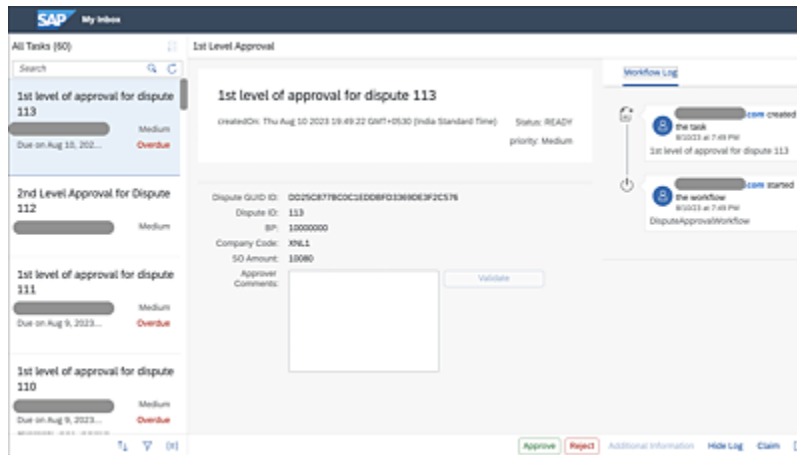 SAP My Inbox
All Tasks (60)
Search
1st level of approval for dispute
113
Medium
Due on Aug 10, 202...
Overdue
2nd Level Approval for Dispute
112
Medium
1st level of approval for dispute
111
Medium
Due on Aug 9, 2023...
Overdue
1st level of approval for dispute
110
Medium
Due on Aug 9, 2023...
Overdue
1st Level Approval
1st level of approval for dispute 113
createdOn: Thu Aug 10 2023 19:49:22 GMT+0530 (India Standard Time)
Status: READY
priority: Medium
Dispute GUID ID:
Dispute ID: 113
BP: 10000000
Company Code: XNL1
SO Amount: 10080
Approver
Comments:
Validate
Workflow Log
com created
the task
8/10/23 at 7:49 PM
1st level of approval for dispute 113
com started
the workflow
8/10/23 at 7:49 PM
DisputeApprovalWorkflow
Approve Reject Additional Information Hide Log Claim